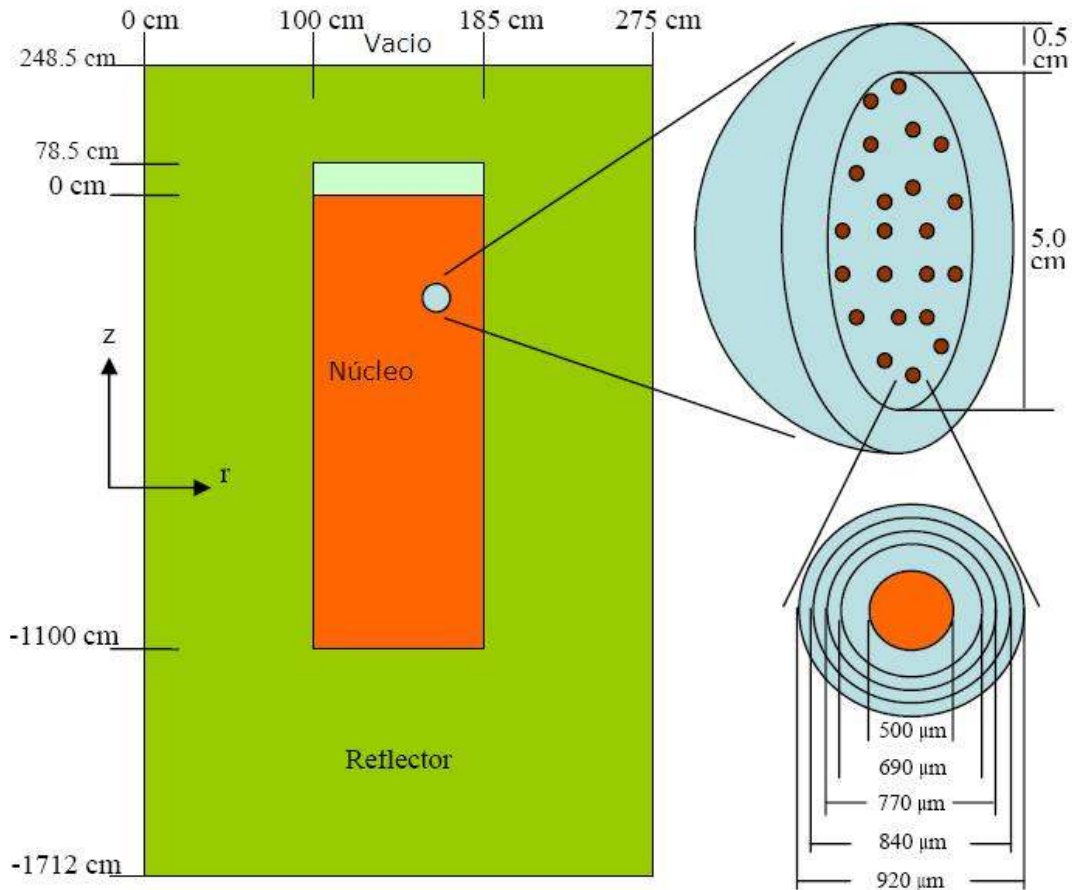 0 cm 100 cm 185 cm 275 cm
Vacio
248.5 cm
78.5 cm
0 cm
z
r
Núcleo
-1100 cm
Reflector
-1712 cm
0.5
cm
5.0
cm
500 μm
690 μm
770 μm
840 μm
920 μm